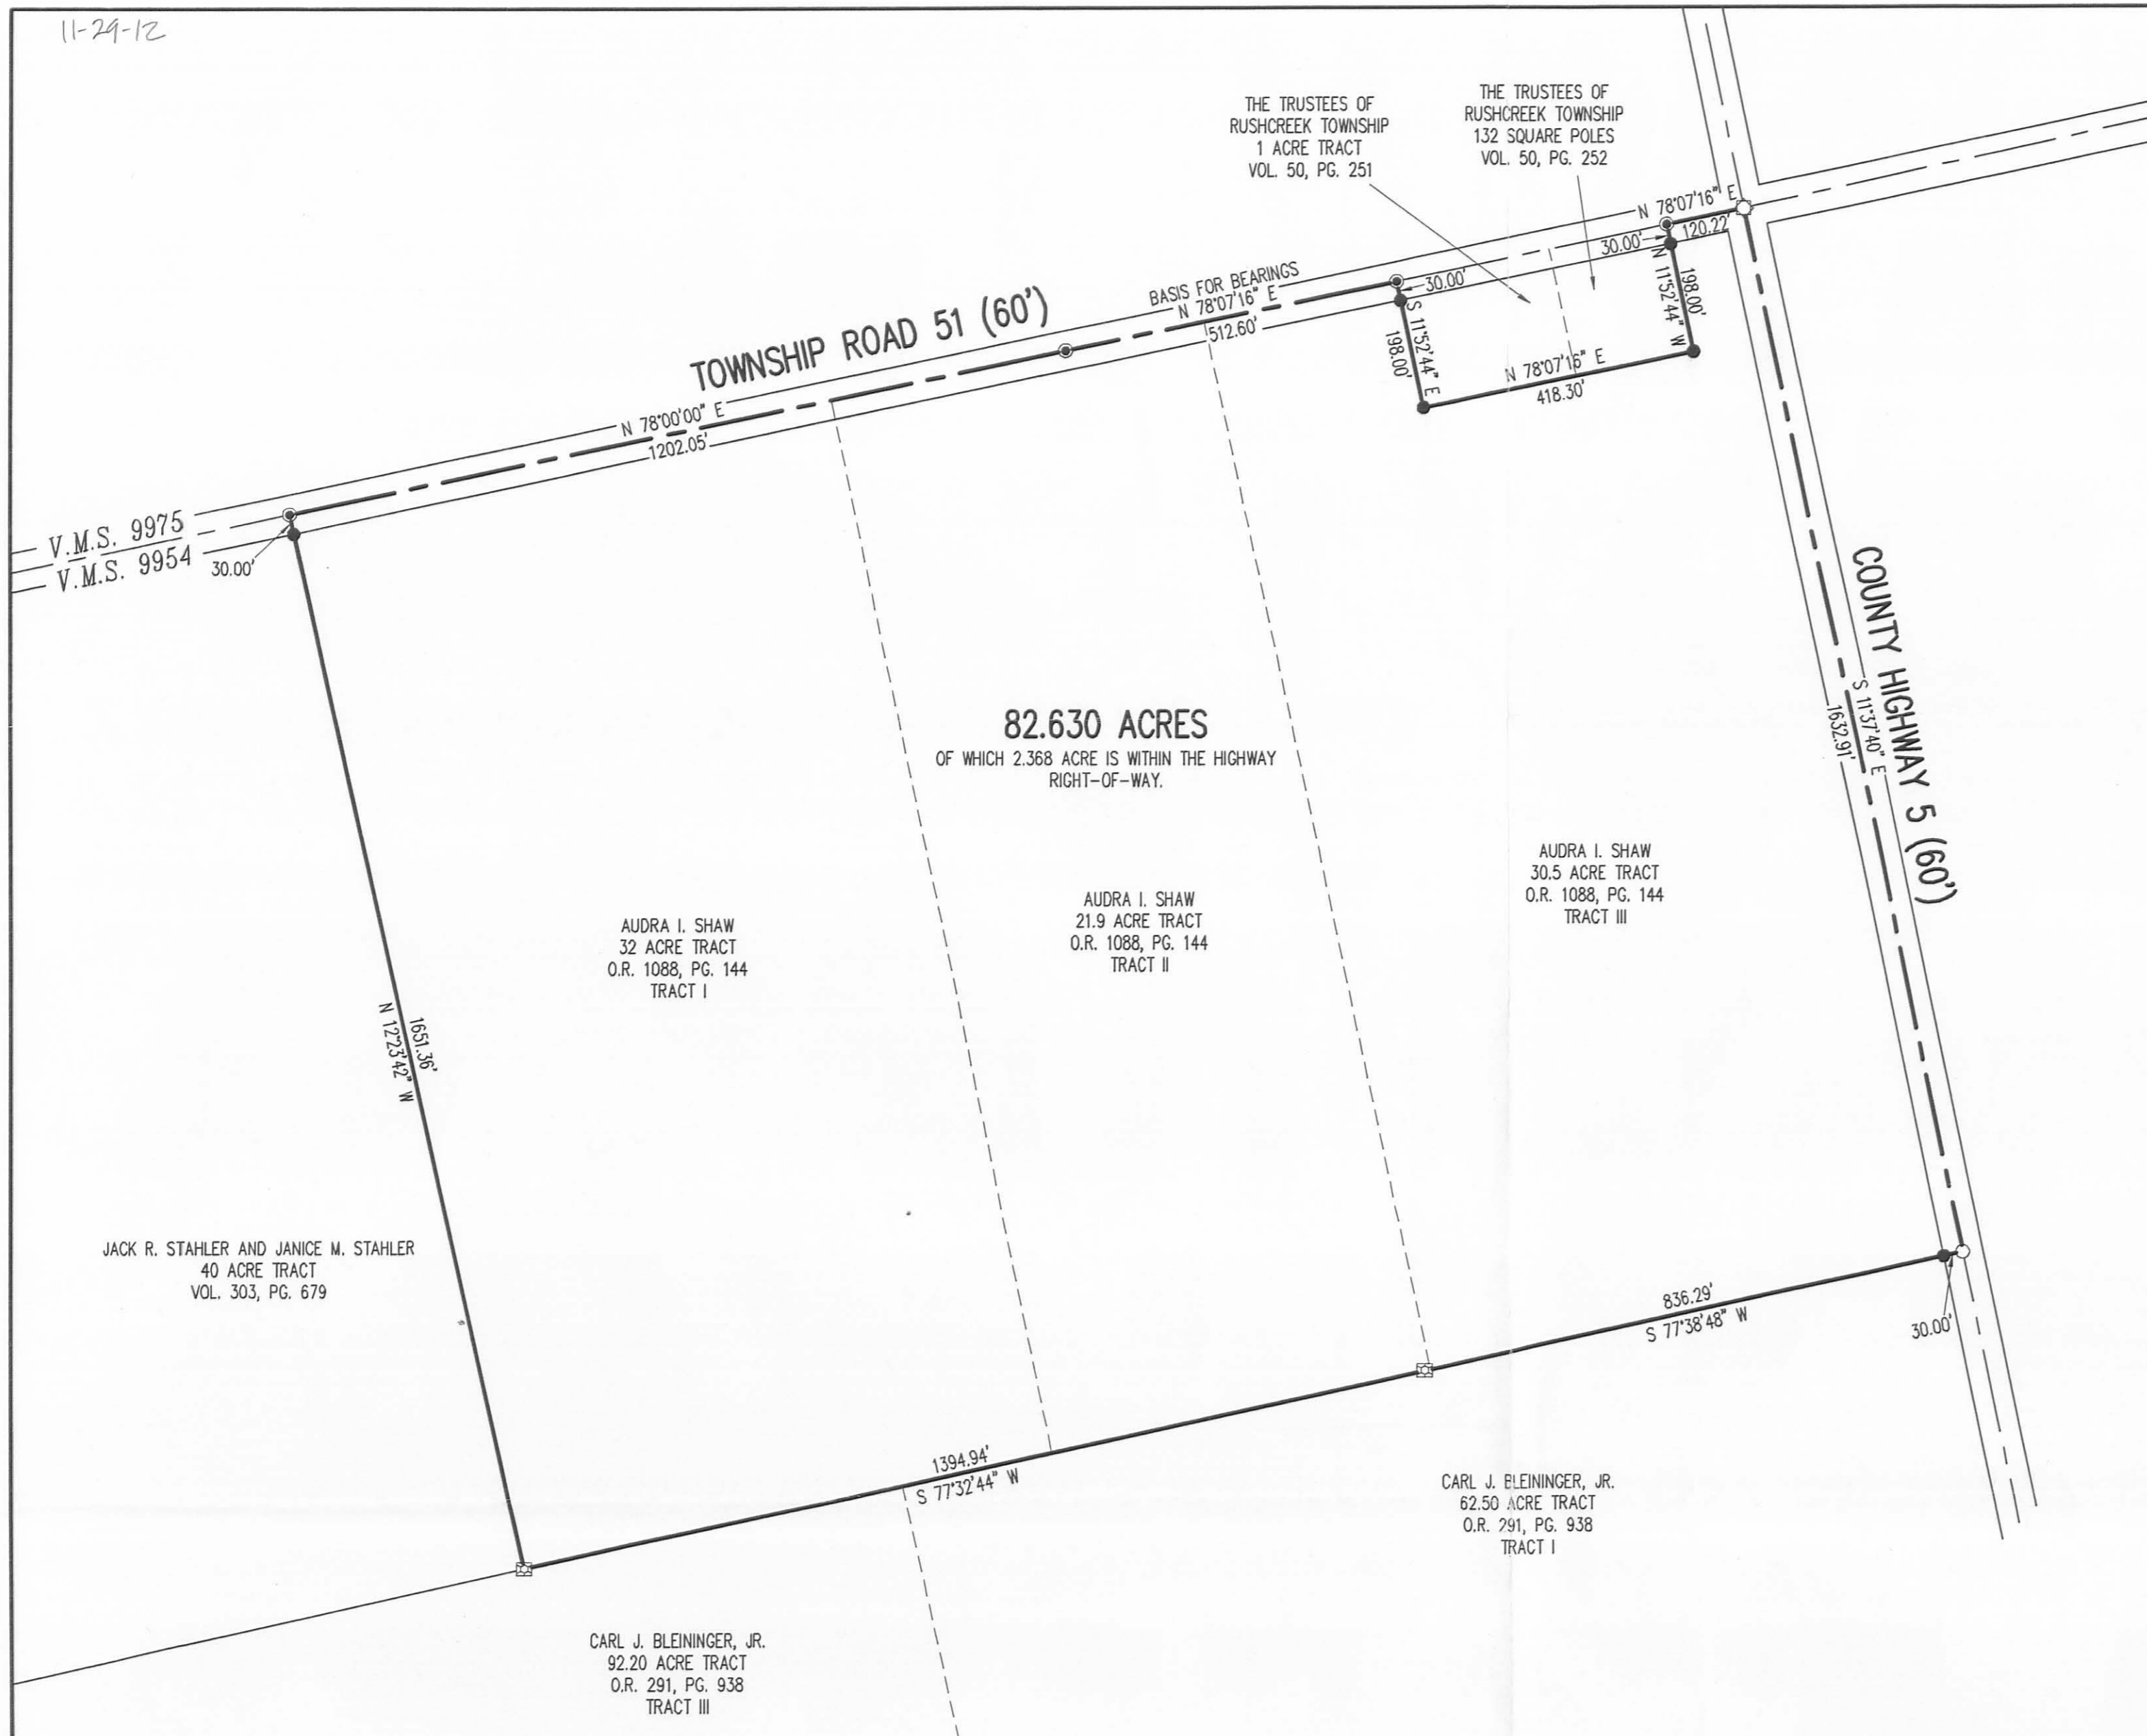 11-29-12
THE TRUSTEES OF
RUSHCREEK TOWNSHIP
1 ACRE TRACT
VOL. 50, PG. 251
THE TRUSTEES OF
RUSHCREEK TOWNSHIP
132 SQUARE POLES
VOL. 50, PG. 252
N 78°07'16" E
120.22'
30.00'
N 11°52'44" W
198.00'
BASIS FOR BEARINGS
N 78°07'16" E
512.60'
30.00'
S 11°52'44" E
198.00'
N 78°07'16" E
418.30'
TOWNSHIP ROAD 51 (60')
N 78°00'00" E
1202.05'
V.M.S. 9975
V.M.S. 9954
30.00'
COUNTY HIGHWAY 5 (60')
S 11°37'40" E
1632.91'
82.630 ACRES
OF WHICH 2.368 ACRE IS WITHIN THE HIGHWAY
RIGHT-OF-WAY.
AUDRA I. SHAW
32 ACRE TRACT
O.R. 1088, PG. 144
TRACT I
AUDRA I. SHAW
21.9 ACRE TRACT
O.R. 1088, PG. 144
TRACT II
AUDRA I. SHAW
30.5 ACRE TRACT
O.R. 1088, PG. 144
TRACT III
1651.36'
N 12°23'42" W
JACK R. STAHLER AND JANICE M. STAHLER
40 ACRE TRACT
VOL. 303, PG. 679
836.29'
S 77°38'48" W
30.00'
1394.94'
S 77°32'44" W
CARL J. BLEININGER, JR.
62.50 ACRE TRACT
O.R. 291, PG. 938
TRACT I
CARL J. BLEININGER, JR.
92.20 ACRE TRACT
O.R. 291, PG. 938
TRACT III